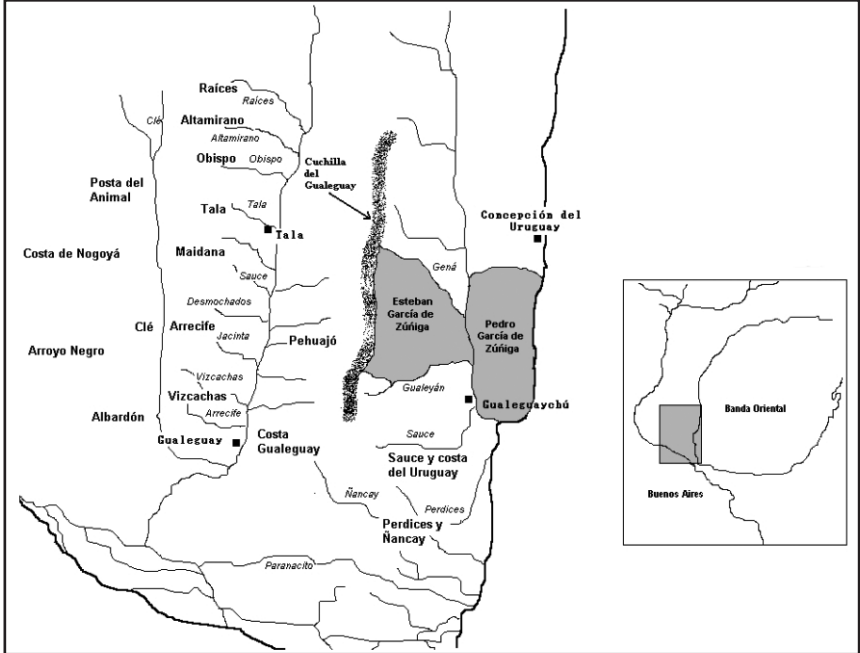 Raíces
Raíces
Clé
Altamirano
Altamirano
Obispo
Obispo
Cuchilla
del
Gualeguay
Posta del
Animal
Tala
Tala
Tala
Concepción del
Uruguay
Costa de Nogoyá
Maidana
Sauce
Gená
Desmochados
Esteban
García de
Zúñiga
Clé
Arrecife
Jacinta
Pehuajó
Pedro
García de
Zúñiga
Arroyo Negro
Vizcachas
Vizcachas
Gualeyán
Gualeguaychú
Arrecife
Albardón
Gualeguay
Costa
Gualeguay
Sauce
Sauce y costa
del Uruguay
Ñancay
Perdices
Perdices y
Ñancay
Paranacito
Banda Oriental
Buenos Aires